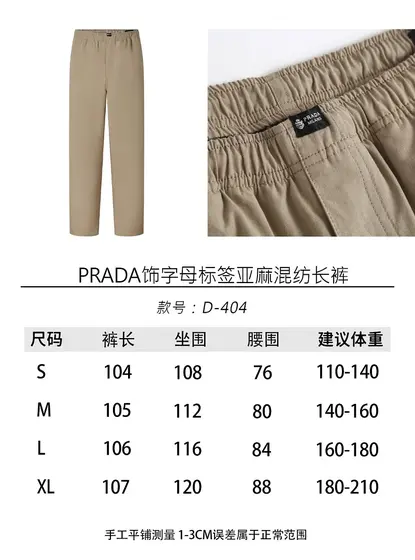 PRADA
MILANO
PRADA饰字母标签亚麻混纺长裤
款号：D-404
尺码 裤长 坐围 腰围 建议体重
S 104 108 76 110-140
M 105 112 80 140-160
L 106 116 84 160-180
XL 107 120 88 180-210
手工平铺测量 1-3CM误差属于正常范围